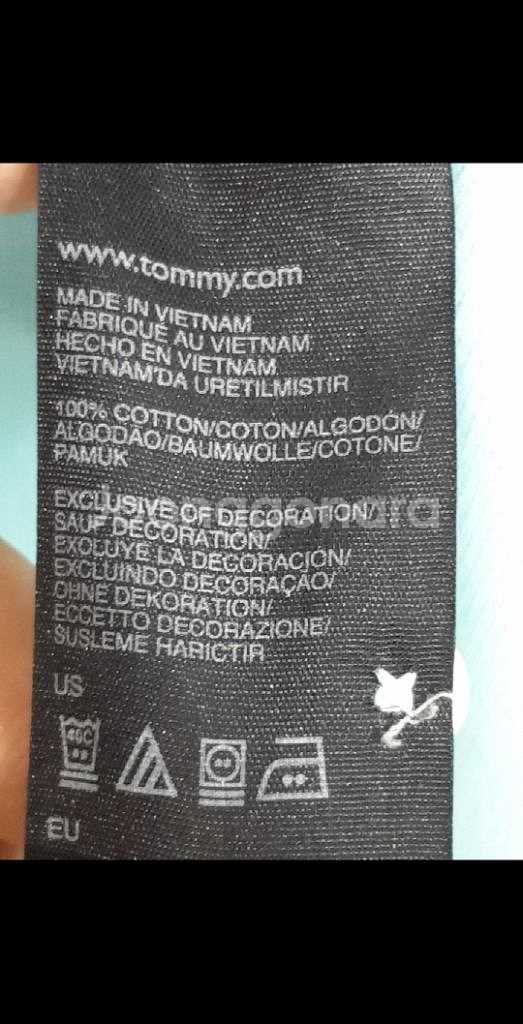 www.tommy.com
MADE IN VIETNAM
FABRIQUÉ AU VIETNAM
HECHO EN VIETNAM
VIETNAM'DA URETILMISTIR
100% COTTON/COTON/ALGODÓN/
ALGODÃO/BAUMWOLLE/COTONE/
PAMUK
EXCLUSIVE OF DECORATION/
SAUF DÉCORATION/
EXCLUYE LA DECORACION/
EXCLUINDO DECORAÇÃO/
OHNE DEKORATION/
ECCETTO DECORAZIONE/
SUSLEME HARICTIR
US
40C
EU